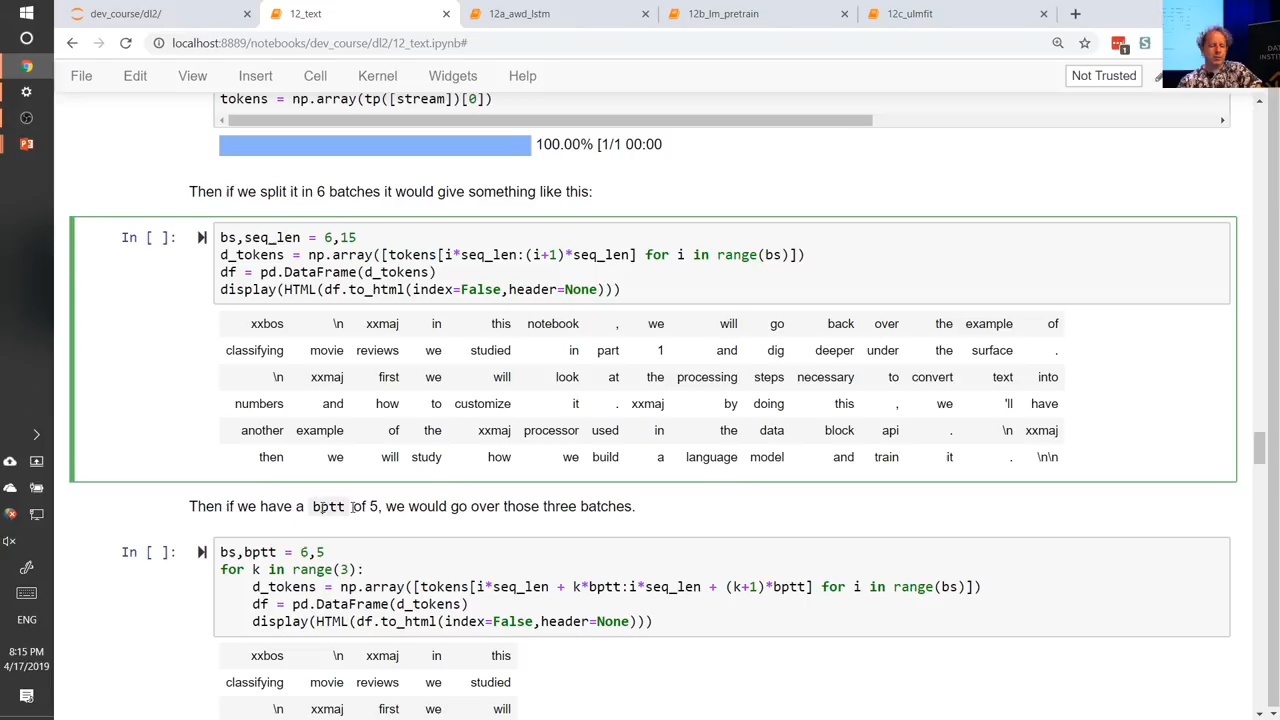 dev_course/dl2/
12_text
12a_awd_lstm
12b_lm_pretrain
12c_ulmfit
localhost:8889/notebooks/dev_course/dl2/12_text.ipynb#
1
S
File Edit View Insert Cell Kernel Widgets Help
Not Trusted
tokens = np.array(tp([stream])[0])
100.00% [1/1 00:00
Then if we split it in 6 batches it would give something like this:
In [ ]:
bs,seq_len = 6,15
d_tokens = np.array([tokens[i*seq_len:(i+1)*seq_len] for i in range(bs)])
df = pd.DataFrame(d_tokens)
display(HTML(df.to_html(index=False,header=None)))
xxbos \n xxmaj in this notebook , we will go back over the example of
classifying movie reviews we studied in part 1 and dig deeper under the surface .
\n xxmaj first we will look at the processing steps necessary to convert text into
numbers and how to customize it . xxmaj by doing this , we 'll have
another example of the xxmaj processor used in the data block api . \n xxmaj
then we will study how we build a language model and train it . \n\n
Then if we have a bptt of 5, we would go over those three batches.
In [ ]:
bs,bptt = 6,5
for k in range(3):
d_tokens = np.array([tokens[i*seq_len + k*bptt:i*seq_len + (k+1)*bptt] for i in range(bs)])
df = pd.DataFrame(d_tokens)
display(HTML(df.to_html(index=False,header=None)))
xxbos \n xxmaj in this
classifying movie reviews we studied
\n xxmaj first we will
ENG
8:15 PM
4/17/2019